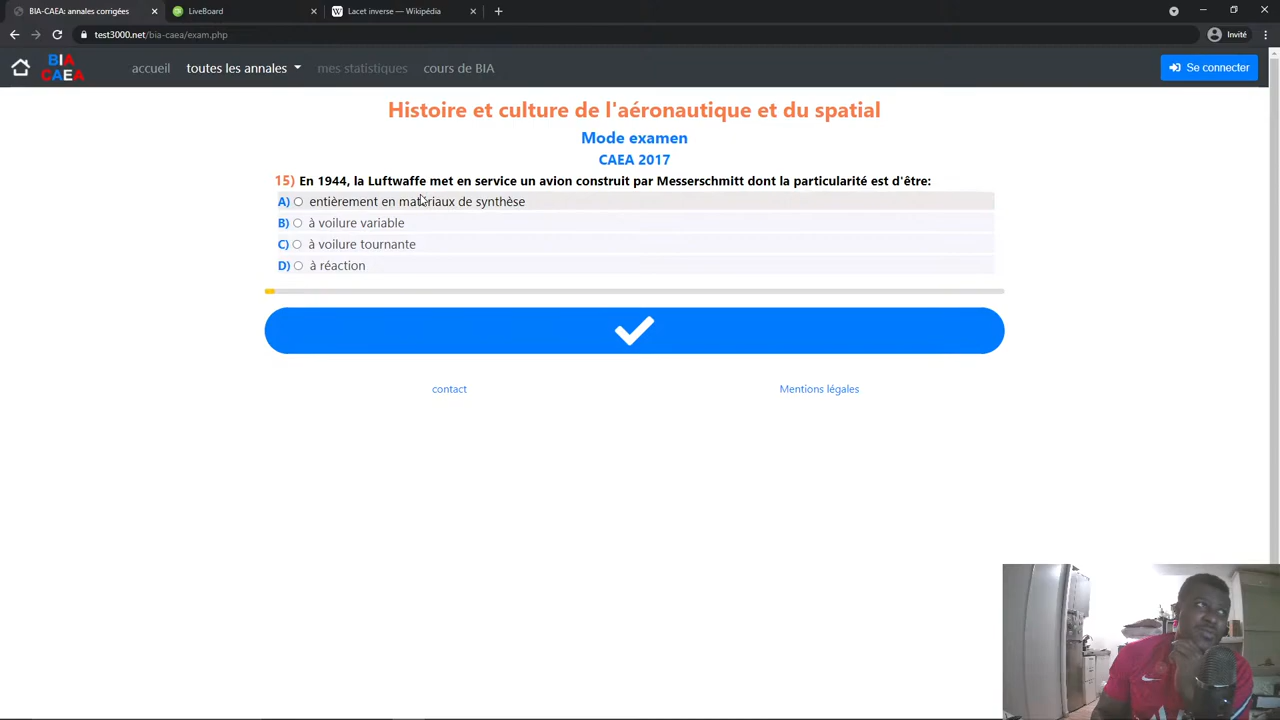 BIA-CAEA: annales corrigées
LiveBoard
Lacet inverse — Wikipédia
test3000.net/bia-caea/exam.php
Invité
BIA
CAEA
accueil
toutes les annales
mes statistiques
cours de BIA
Se connecter
Histoire et culture de l'aéronautique et du spatial
Mode examen
CAEA 2017
15) En 1944, la Luftwaffe met en service un avion construit par Messerschmitt dont la particularité est d'être:
A) entièrement en matériaux de synthèse
B) à voilure variable
C) à voilure tournante
D) à réaction
contact
Mentions légales